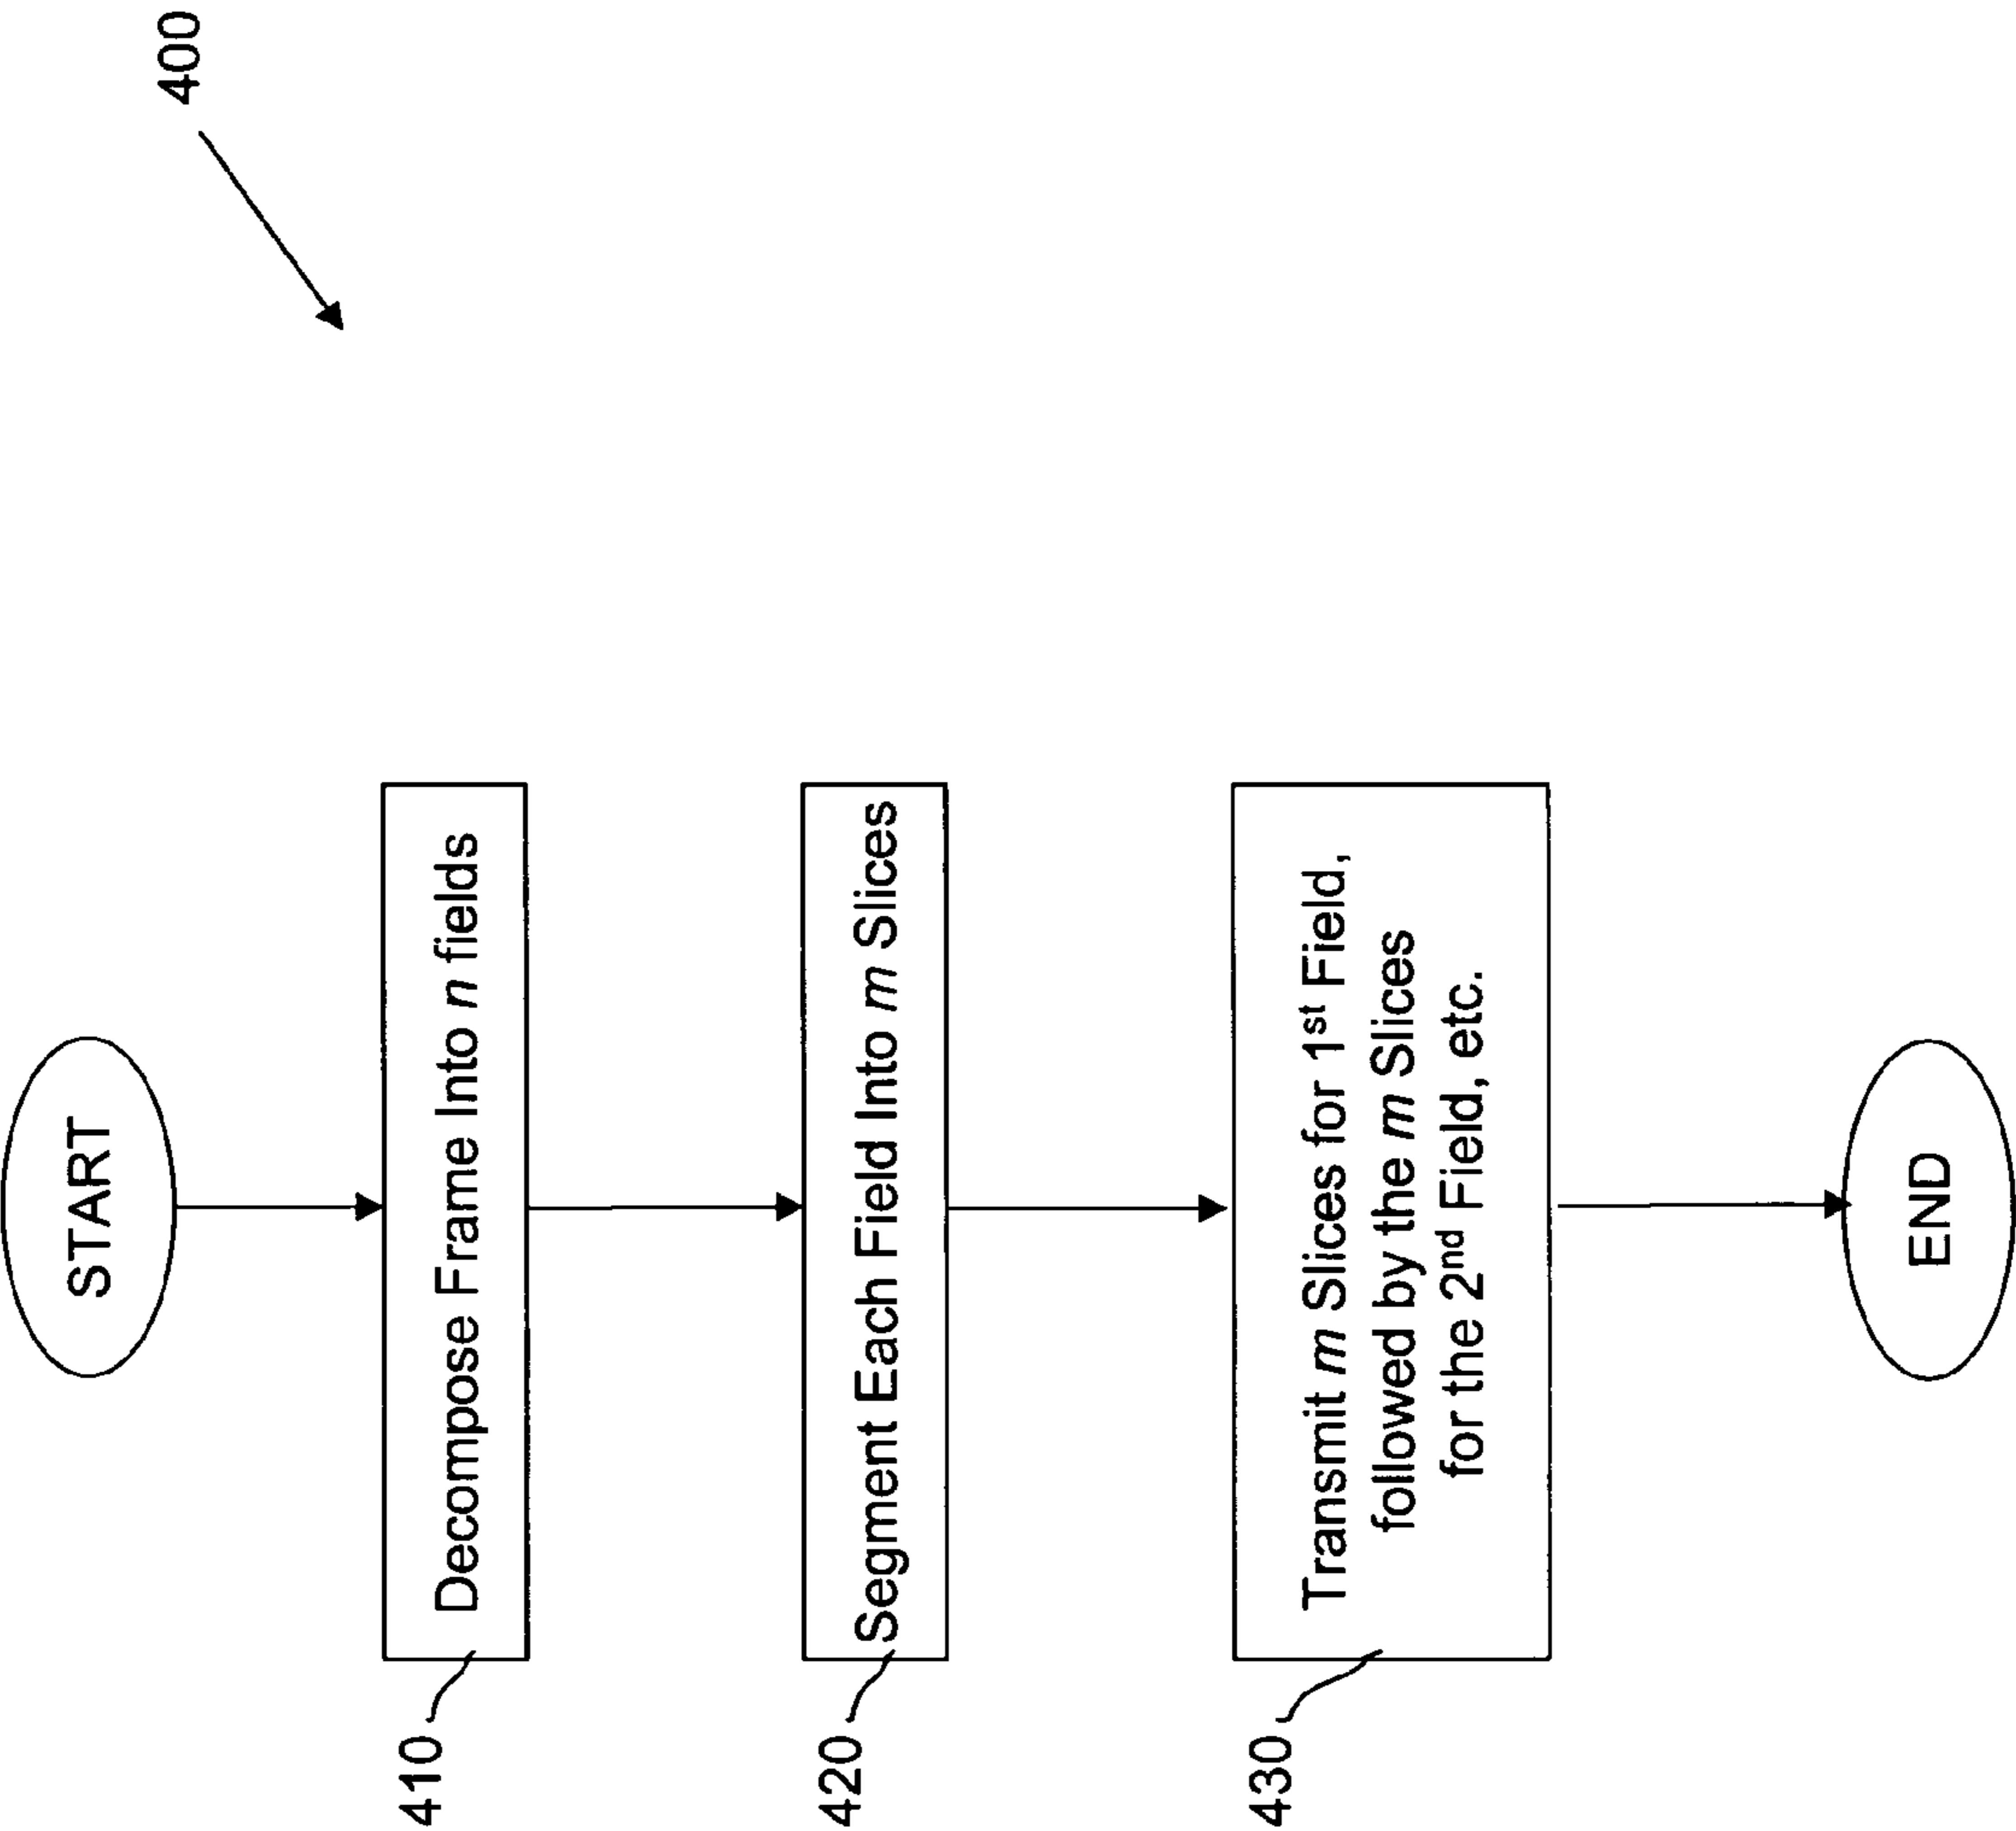 400
START
410
Decompose Frame Into n fields
420
Segment Each Field Into m Slices
430
Transmit m Slices for 1st Field,
followed by the m Slices
for the 2nd Field, etc.
END